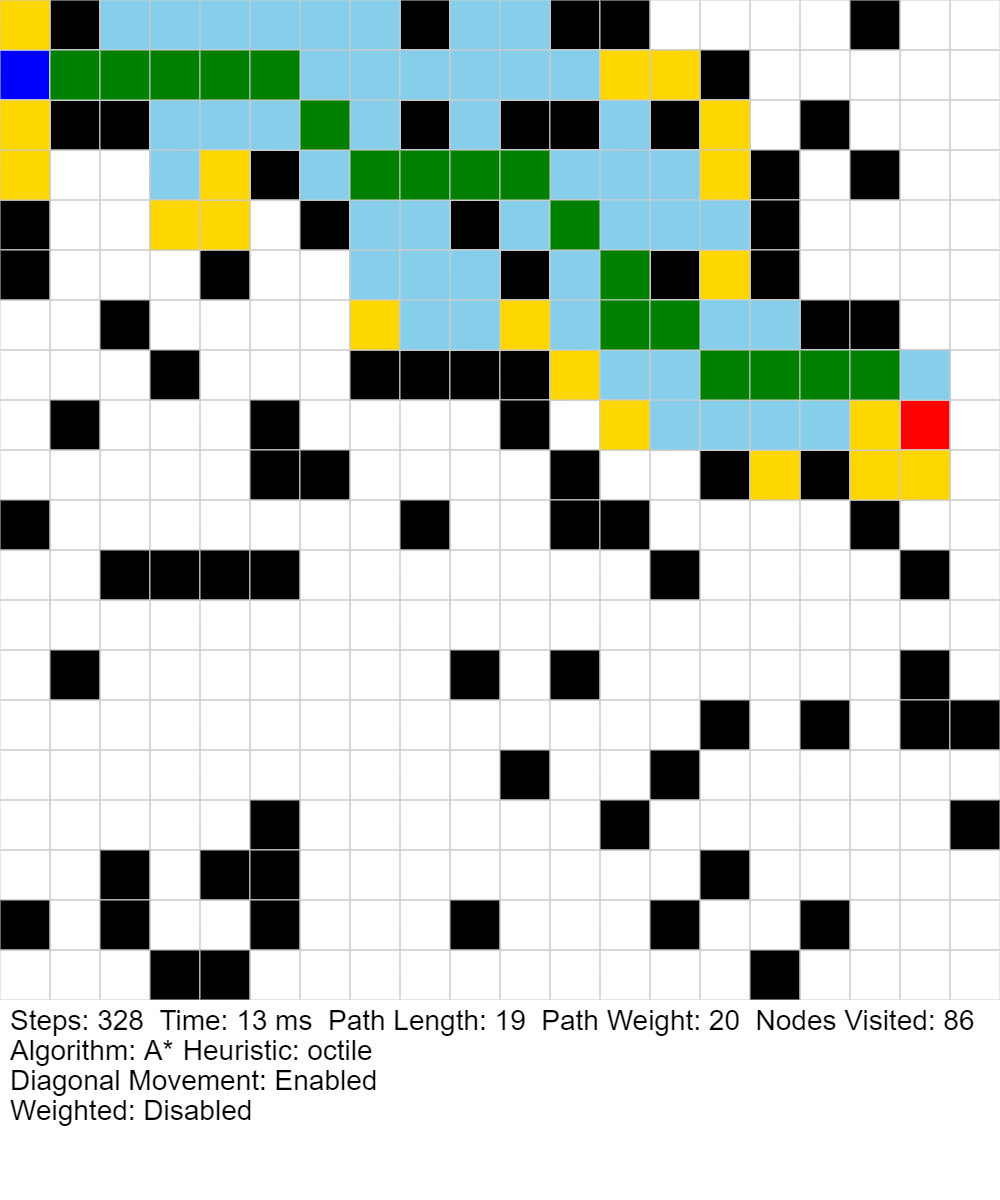 Steps: 328  Time: 13 ms  Path Length: 19  Path Weight: 20  Nodes Visited: 86
Algorithm: A* Heuristic: octile
Diagonal Movement: Enabled
Weighted: Disabled